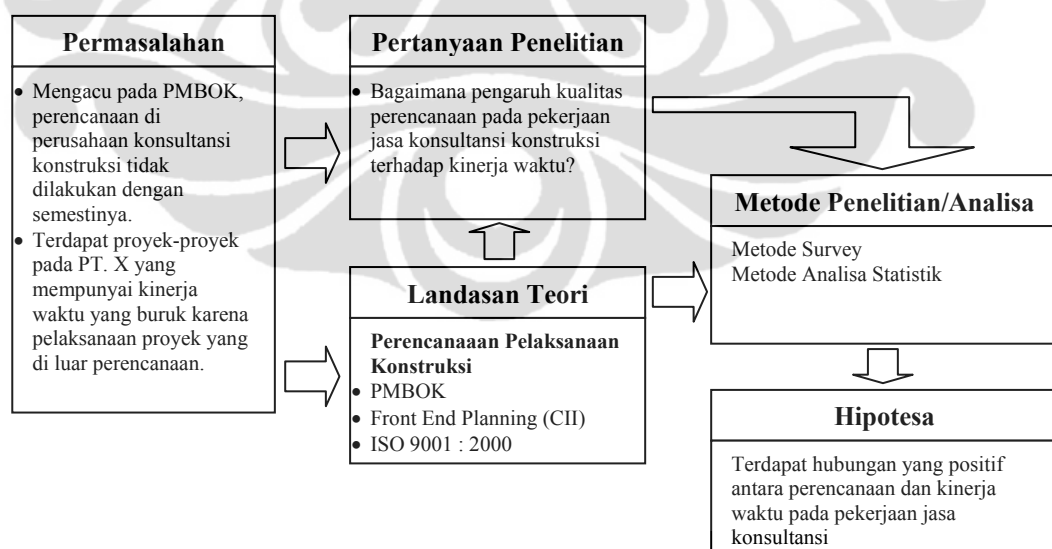 Permasalahan
• Mengacu pada PMBOK,
perencanaan di
perusahaan konsultansi
konstruksi tidak
dilakukan dengan
semestinya.
• Terdapat proyek-proyek
pada PT. X yang
mempunyai kinerja
waktu yang buruk karena
pelaksanaan proyek yang
di luar perencanaan.
Pertanyaan Penelitian
• Bagaimana pengaruh kualitas
perencanaan pada pekerjaan
jasa konsultansi konstruksi
terhadap kinerja waktu?
Landasan Teori
Perencanaaan Pelaksanaan
Konstruksi
• PMBOK
• Front End Planning (CII)
• ISO 9001 : 2000
Metode Penelitian/Analisa
Metode Survey
Metode Analisa Statistik
Hipotesa
Terdapat hubungan yang positif
antara perencanaan dan kinerja
waktu pada pekerjaan jasa
konsultansi